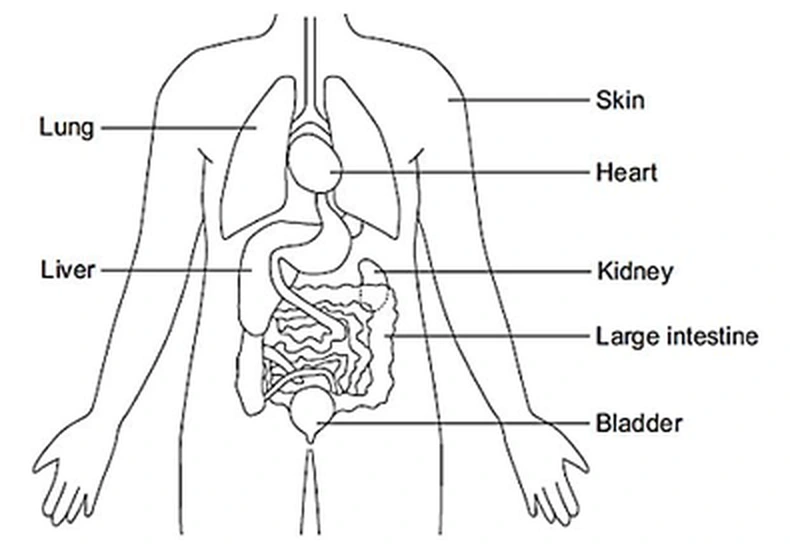 Skin
Lung
Heart
Liver
Kidney
Large intestine
Bladder